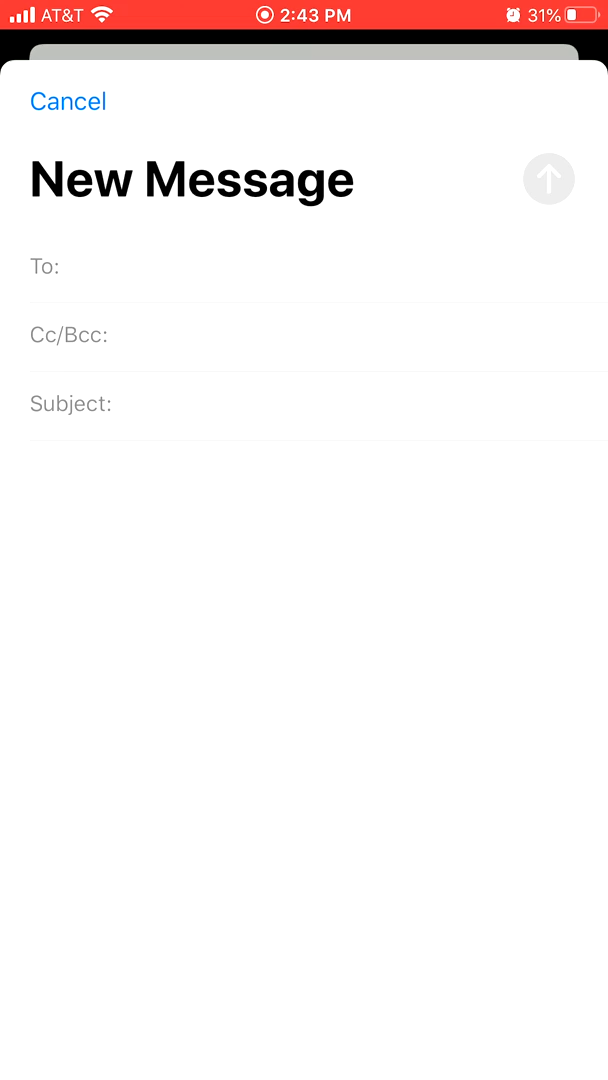 AT&T 2:43 PM 31%
Cancel
New Message
To:
Cc/Bcc:
Subject: